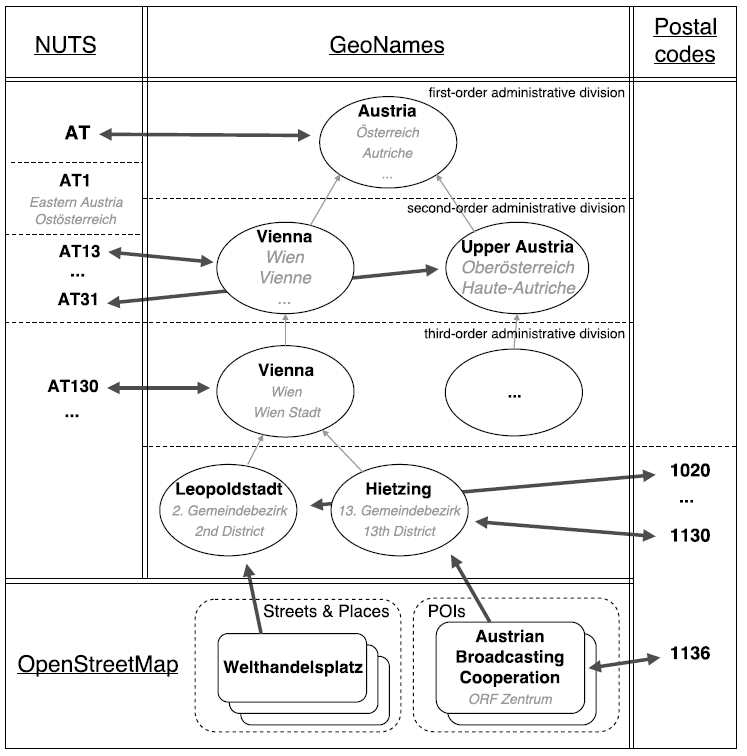 NUTS
GeoNames
Postal
codes
first-order administrative division
AT
Austria
Österreich
Autriche
...
AT1
Eastern Austria
Ostösterreich
second-order administrative division
AT13
...
AT31
Vienna
Wien
Vienne
...
Upper Austria
Oberösterreich
Haute-Autriche
third-order administrative division
AT130
...
Vienna
Wien
Wien Stadt
...
Leopoldstadt
2. Gemeindebezirk
2nd District
Hietzing
13. Gemeindebezirk
13th District
1020
...
1130
OpenStreetMap
Streets & Places
Welthandelsplatz
POIs
Austrian
Broadcasting
Cooperation
ORF Zentrum
1136